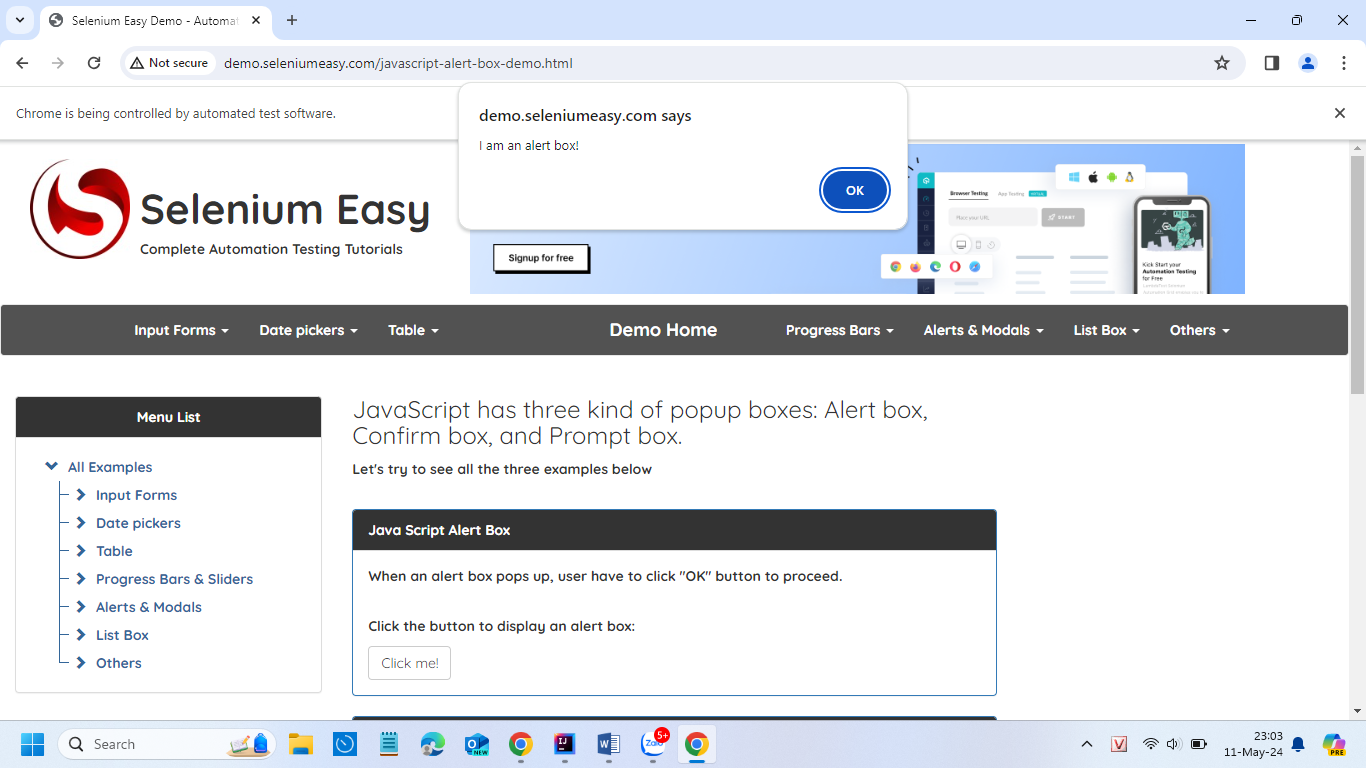 Selenium Easy Demo - Automat
Not secure
demo.seleniumeasy.com/javascript-alert-box-demo.html
Chrome is being controlled by automated test software.
demo.seleniumeasy.com says
I am an alert box!
OK
Selenium Easy
Complete Automation Testing Tutorials
Signup for free
Browser Testing
App Testing
VIRTUAL
START
Kick Start your
Automation Testing
for Free
Input Forms
Date pickers
Table
Demo Home
Progress Bars
Alerts & Modals
List Box
Others
Menu List
All Examples
Input Forms
Date pickers
Table
Progress Bars & Sliders
Alerts & Modals
List Box
Others
JavaScript has three kind of popup boxes: Alert box,
Confirm box, and Prompt box.
Let's try to see all the three examples below
Java Script Alert Box
When an alert box pops up, user have to click "OK" button to proceed.
Click the button to display an alert box:
Click me!
Search
NEW
5+
Zalo
V
23:03
11-May-24
PRE